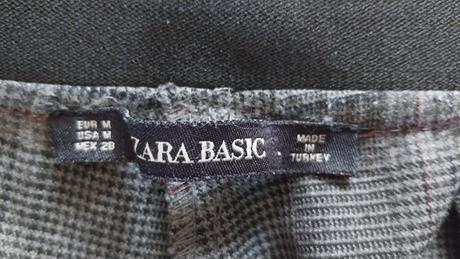 EUR M
USA M
MEX 28
ZARA BASIC
MADE
IN
TURKEY